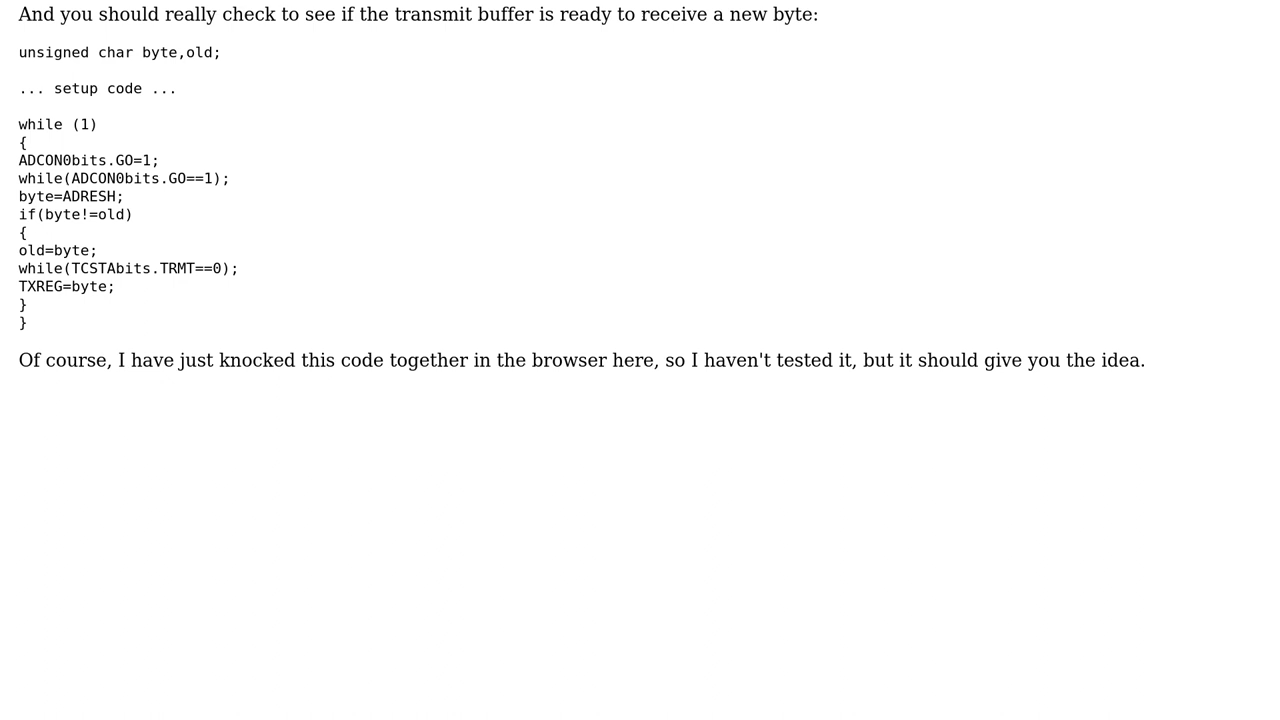 And you should really check to see if the transmit buffer is ready to receive a new byte:
unsigned char byte,old;
... setup code ...
while (1)
{
ADCON0bits.GO=1;
while(ADCON0bits.GO==1);
byte=ADRESH;
if(byte!=old)
{
old=byte;
while(TCSTAbits.TRMT==0);
TXREG=byte;
}
}
Of course, I have just knocked this code together in the browser here, so I haven't tested it, but it should give you the idea.